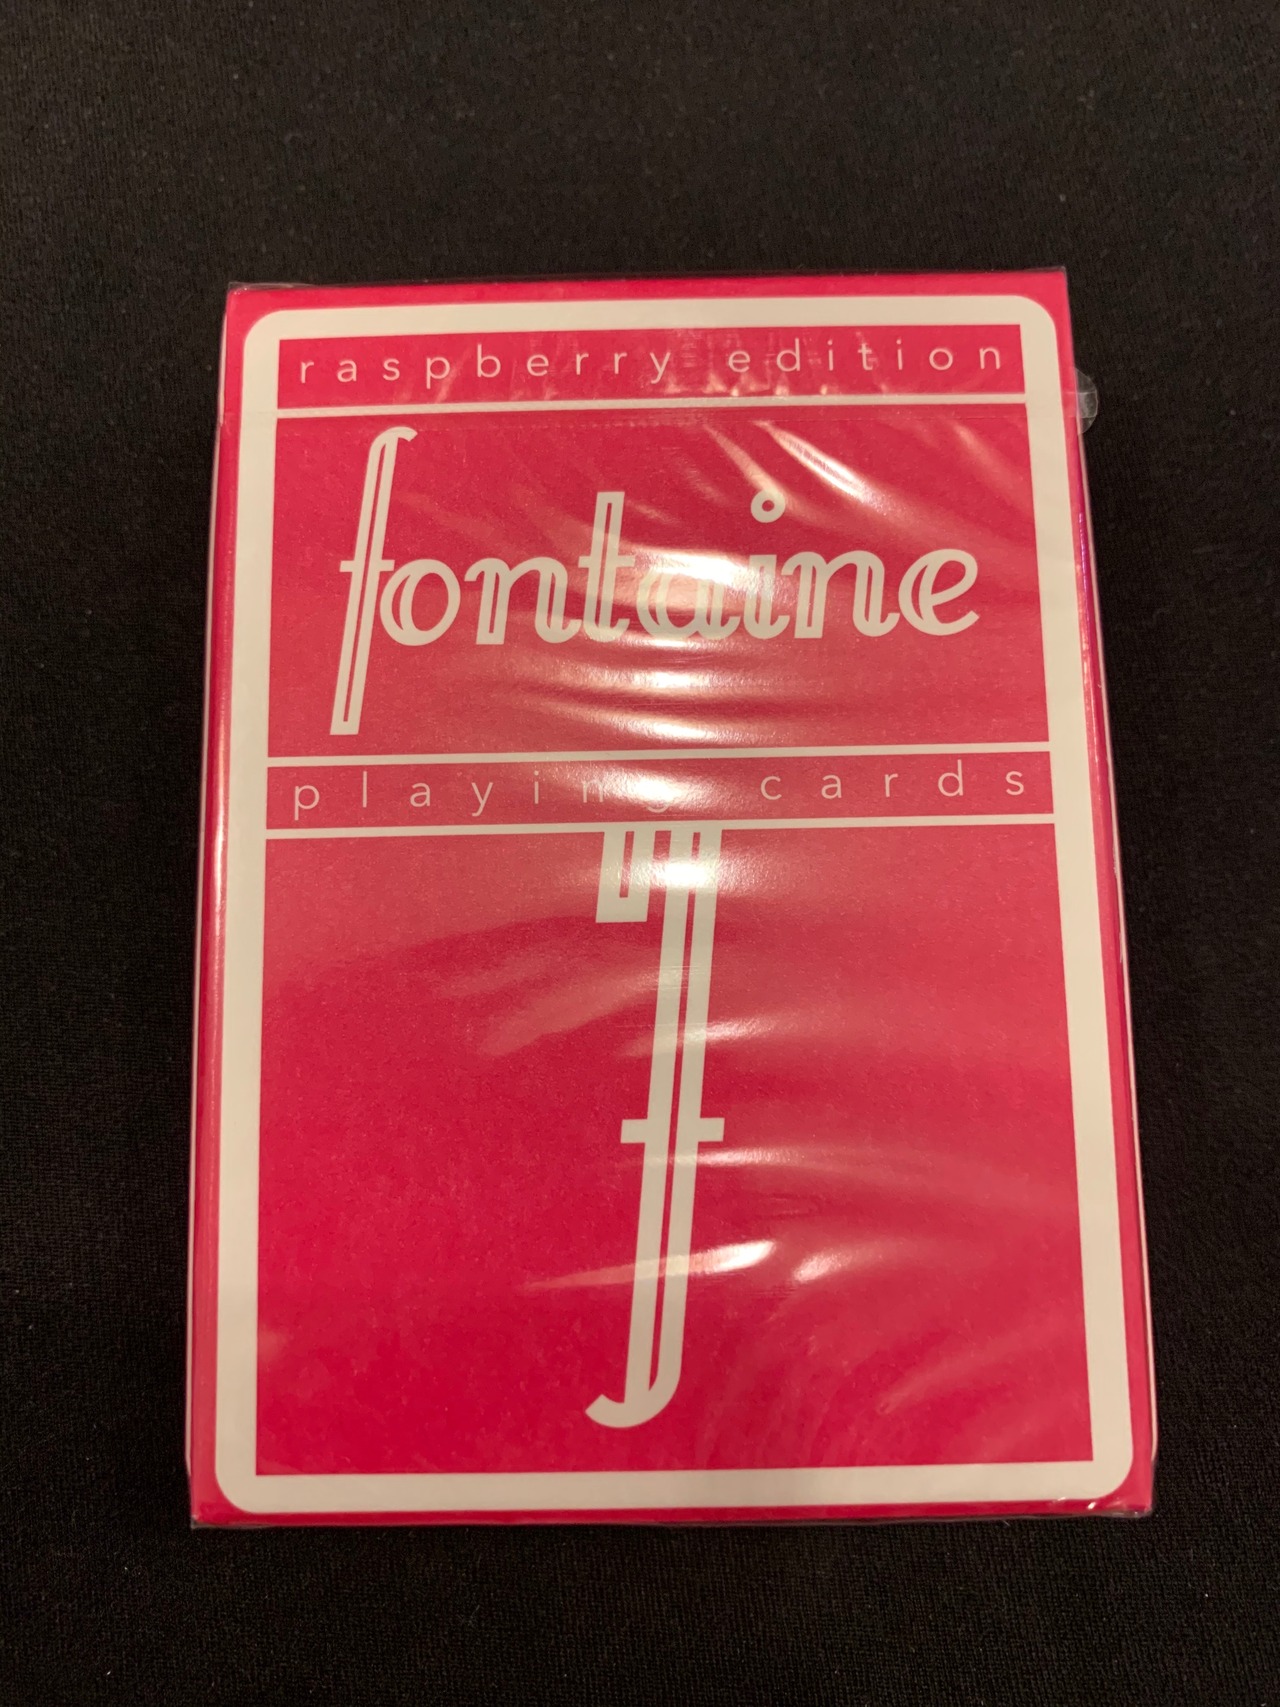 raspberry edition
fontaine
playing cards
f